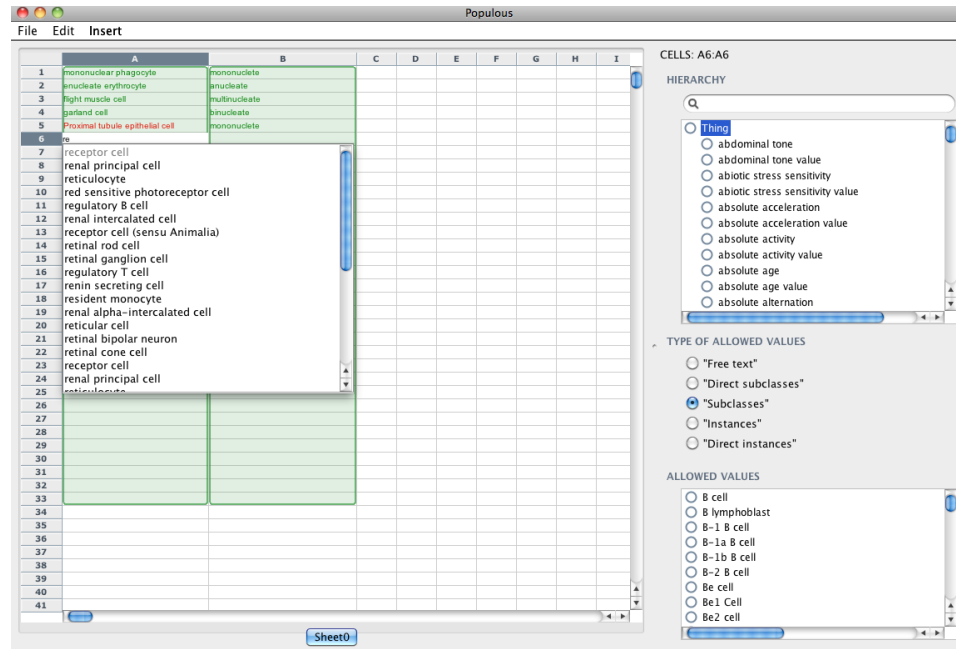 Populous
File Edit Insert
A B C D E F G H I
1 mononuclear phagocyte mononuclete
2 enucleate erythrocyte anucleate
3 flight muscle cell multinucleate
4 garland cell binucleate
5 Proximal tubule epithelial cell mononuclete
6 re
7 receptor cell
8 renal principal cell
9 reticulocyte
10 red sensitive photoreceptor cell
11 regulatory B cell
12 renal intercalated cell
13 receptor cell (sensu Animalia)
14 retinal rod cell
15 retinal ganglion cell
16 regulatory T cell
17 renin secreting cell
18 resident monocyte
19 renal alpha-intercalated cell
20 reticular cell
21 retinal bipolar neuron
22 retinal cone cell
23 receptor cell
24 renal principal cell
25 reticulocyte
26
27
28
29
30
31
32
33
34
35
36
37
38
39
40
41
Sheet0
CELLS: A6:A6
HIERARCHY
Thing
abdominal tone
abdominal tone value
abiotic stress sensitivity
abiotic stress sensitivity value
absolute acceleration
absolute acceleration value
absolute activity
absolute activity value
absolute age
absolute age value
absolute alternation
TYPE OF ALLOWED VALUES
"Free text"
"Direct subclasses"
"Subclasses"
"Instances"
"Direct instances"
ALLOWED VALUES
B cell
B lymphoblast
B-1 B cell
B-1a B cell
B-1b B cell
B-2 B cell
Be cell
Be1 Cell
Be2 cell